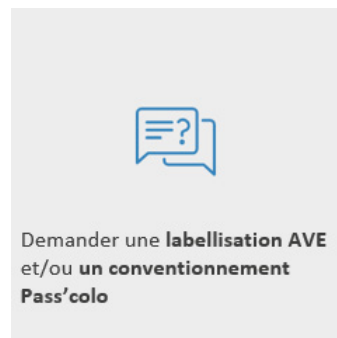 Demander une labellisation AVE
et/ou un conventionnement
Pass'colo